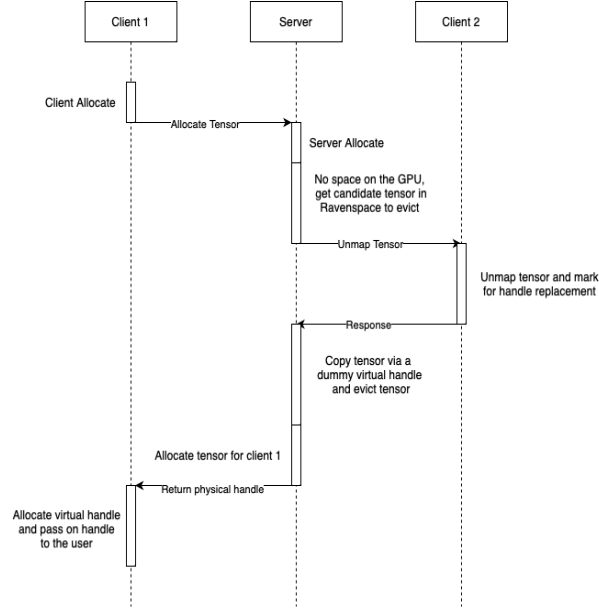 Client 1
Server
Client 2
Client Allocate
Allocate Tensor
Server Allocate
No space on the GPU,
get candidate tensor in
Ravenspace to evict
Unmap Tensor
Unmap tensor and mark
for handle replacement
Response
Copy tensor via a
dummy virtual handle
and evict tensor
Allocate tensor for client 1
Return physical handle
Allocate virtual handle
and pass on handle
to the user